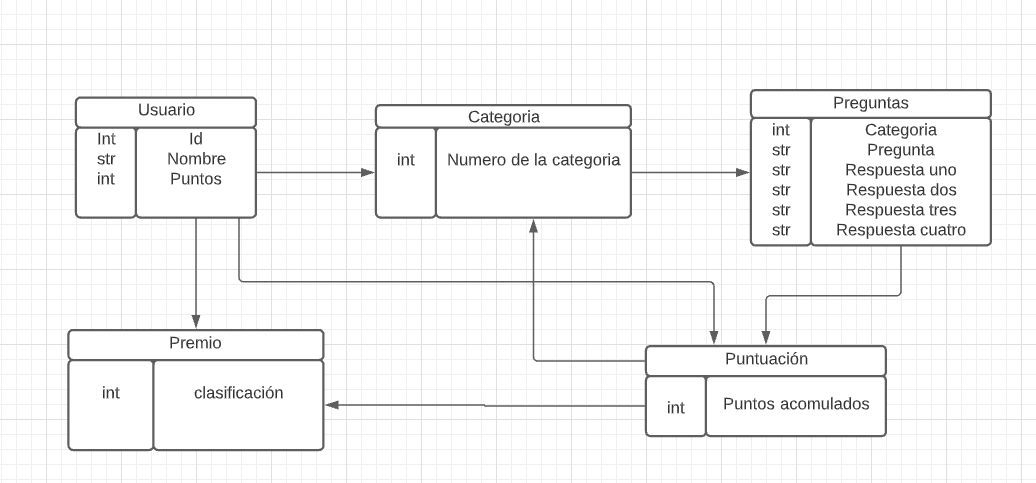 Usuario
Int Id
str Nombre
int Puntos
Categoria
int Numero de la categoria
Preguntas
int Categoria
str Pregunta
str Respuesta uno
str Respuesta dos
str Respuesta tres
str Respuesta cuatro
Premio
int clasificación
Puntuación
int Puntos acomulados